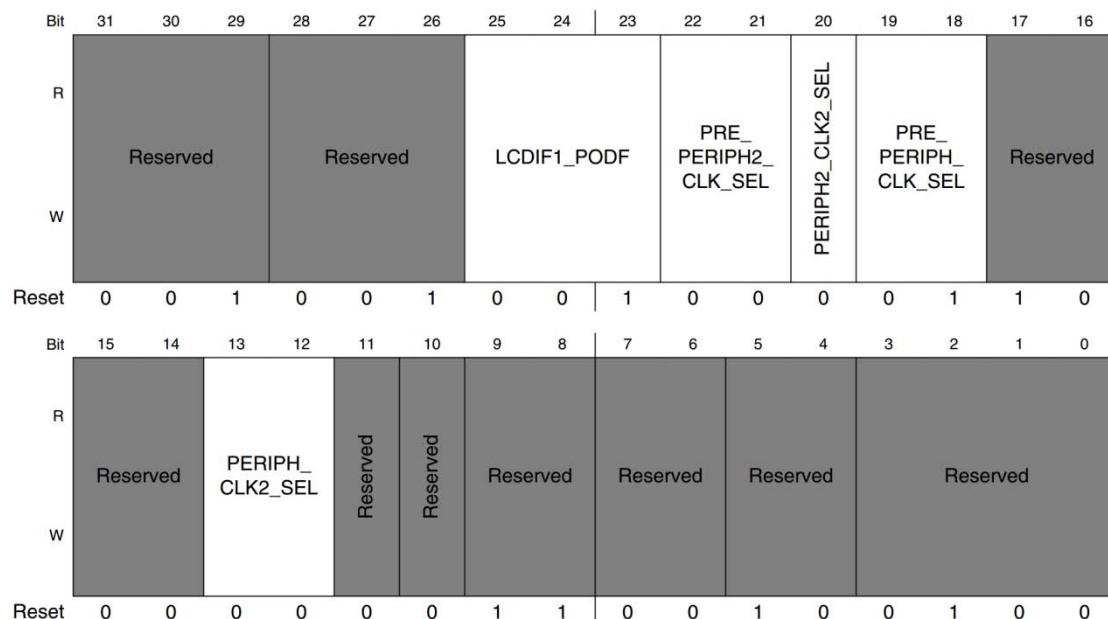 Bit 31 30 29 28 27 26 25 24 23 22 21 20 19 18 17 16
R
W
Reserved
Reserved
LCDIF1_PODF
PRE_
PERIPH2_
CLK_SEL
PERIPH2_CLK2_SEL
PRE_
PERIPH_
CLK_SEL
Reserved
Reset 0 0 1 0 0 1 0 0 1 0 0 0 0 1 1 0
Bit 15 14 13 12 11 10 9 8 7 6 5 4 3 2 1 0
R
W
Reserved
PERIPH_
CLK2_SEL
Reserved
Reserved
Reserved
Reserved
Reserved
Reserved
Reset 0 0 0 0 0 0 1 1 0 0 1 0 0 1 0 0